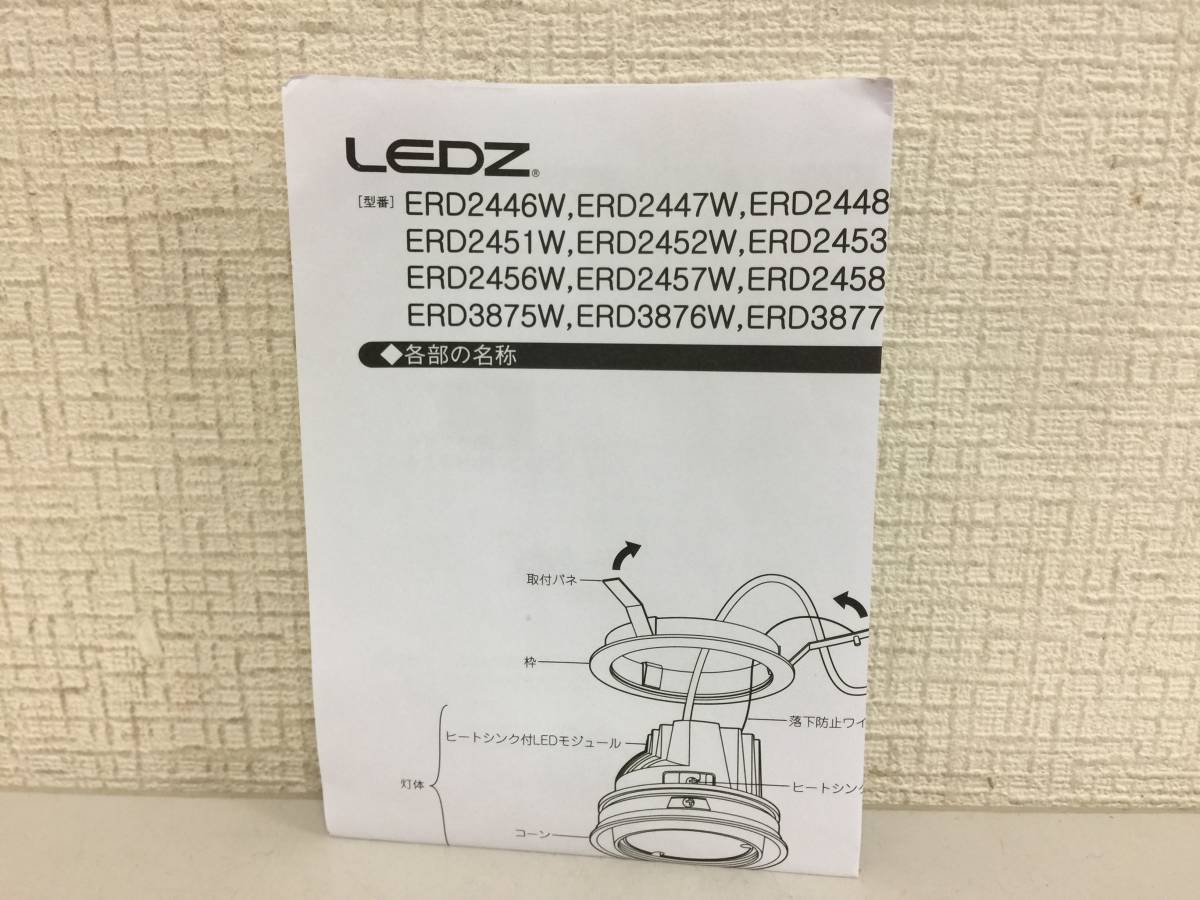 LEDZ®
[型番] ERD2446W, ERD2447W, ERD2448
ERD2451W, ERD2452W, ERD2453
ERD2456W, ERD2457W, ERD2458
ERD3875W, ERD3876W, ERD3877
◆各部の名称
取付バネ
枠
落下防止ワイ
ヒートシンク付LEDモジュール
灯体
ヒートシン
コーン